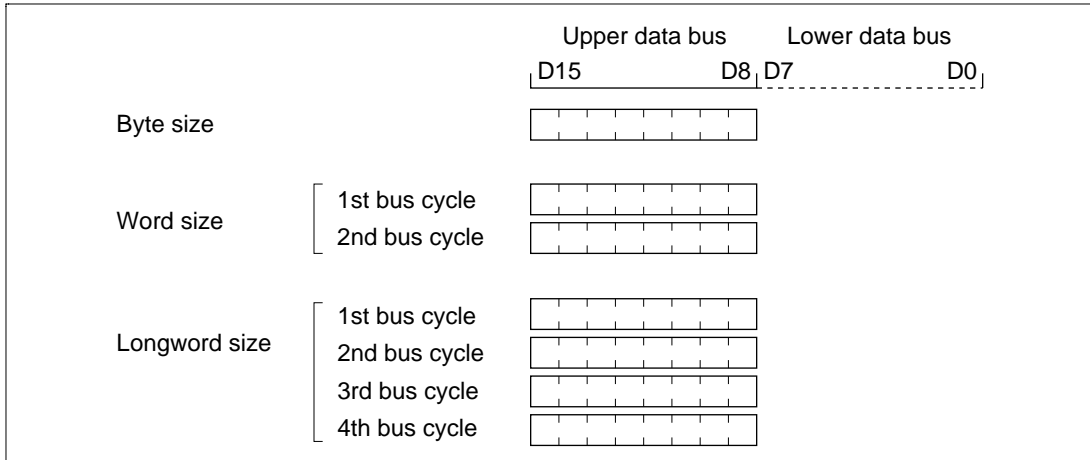 Upper data bus Lower data bus
D15 D8 D7 D0
Byte size
Word size
1st bus cycle
2nd bus cycle
Longword size
1st bus cycle
2nd bus cycle
3rd bus cycle
4th bus cycle